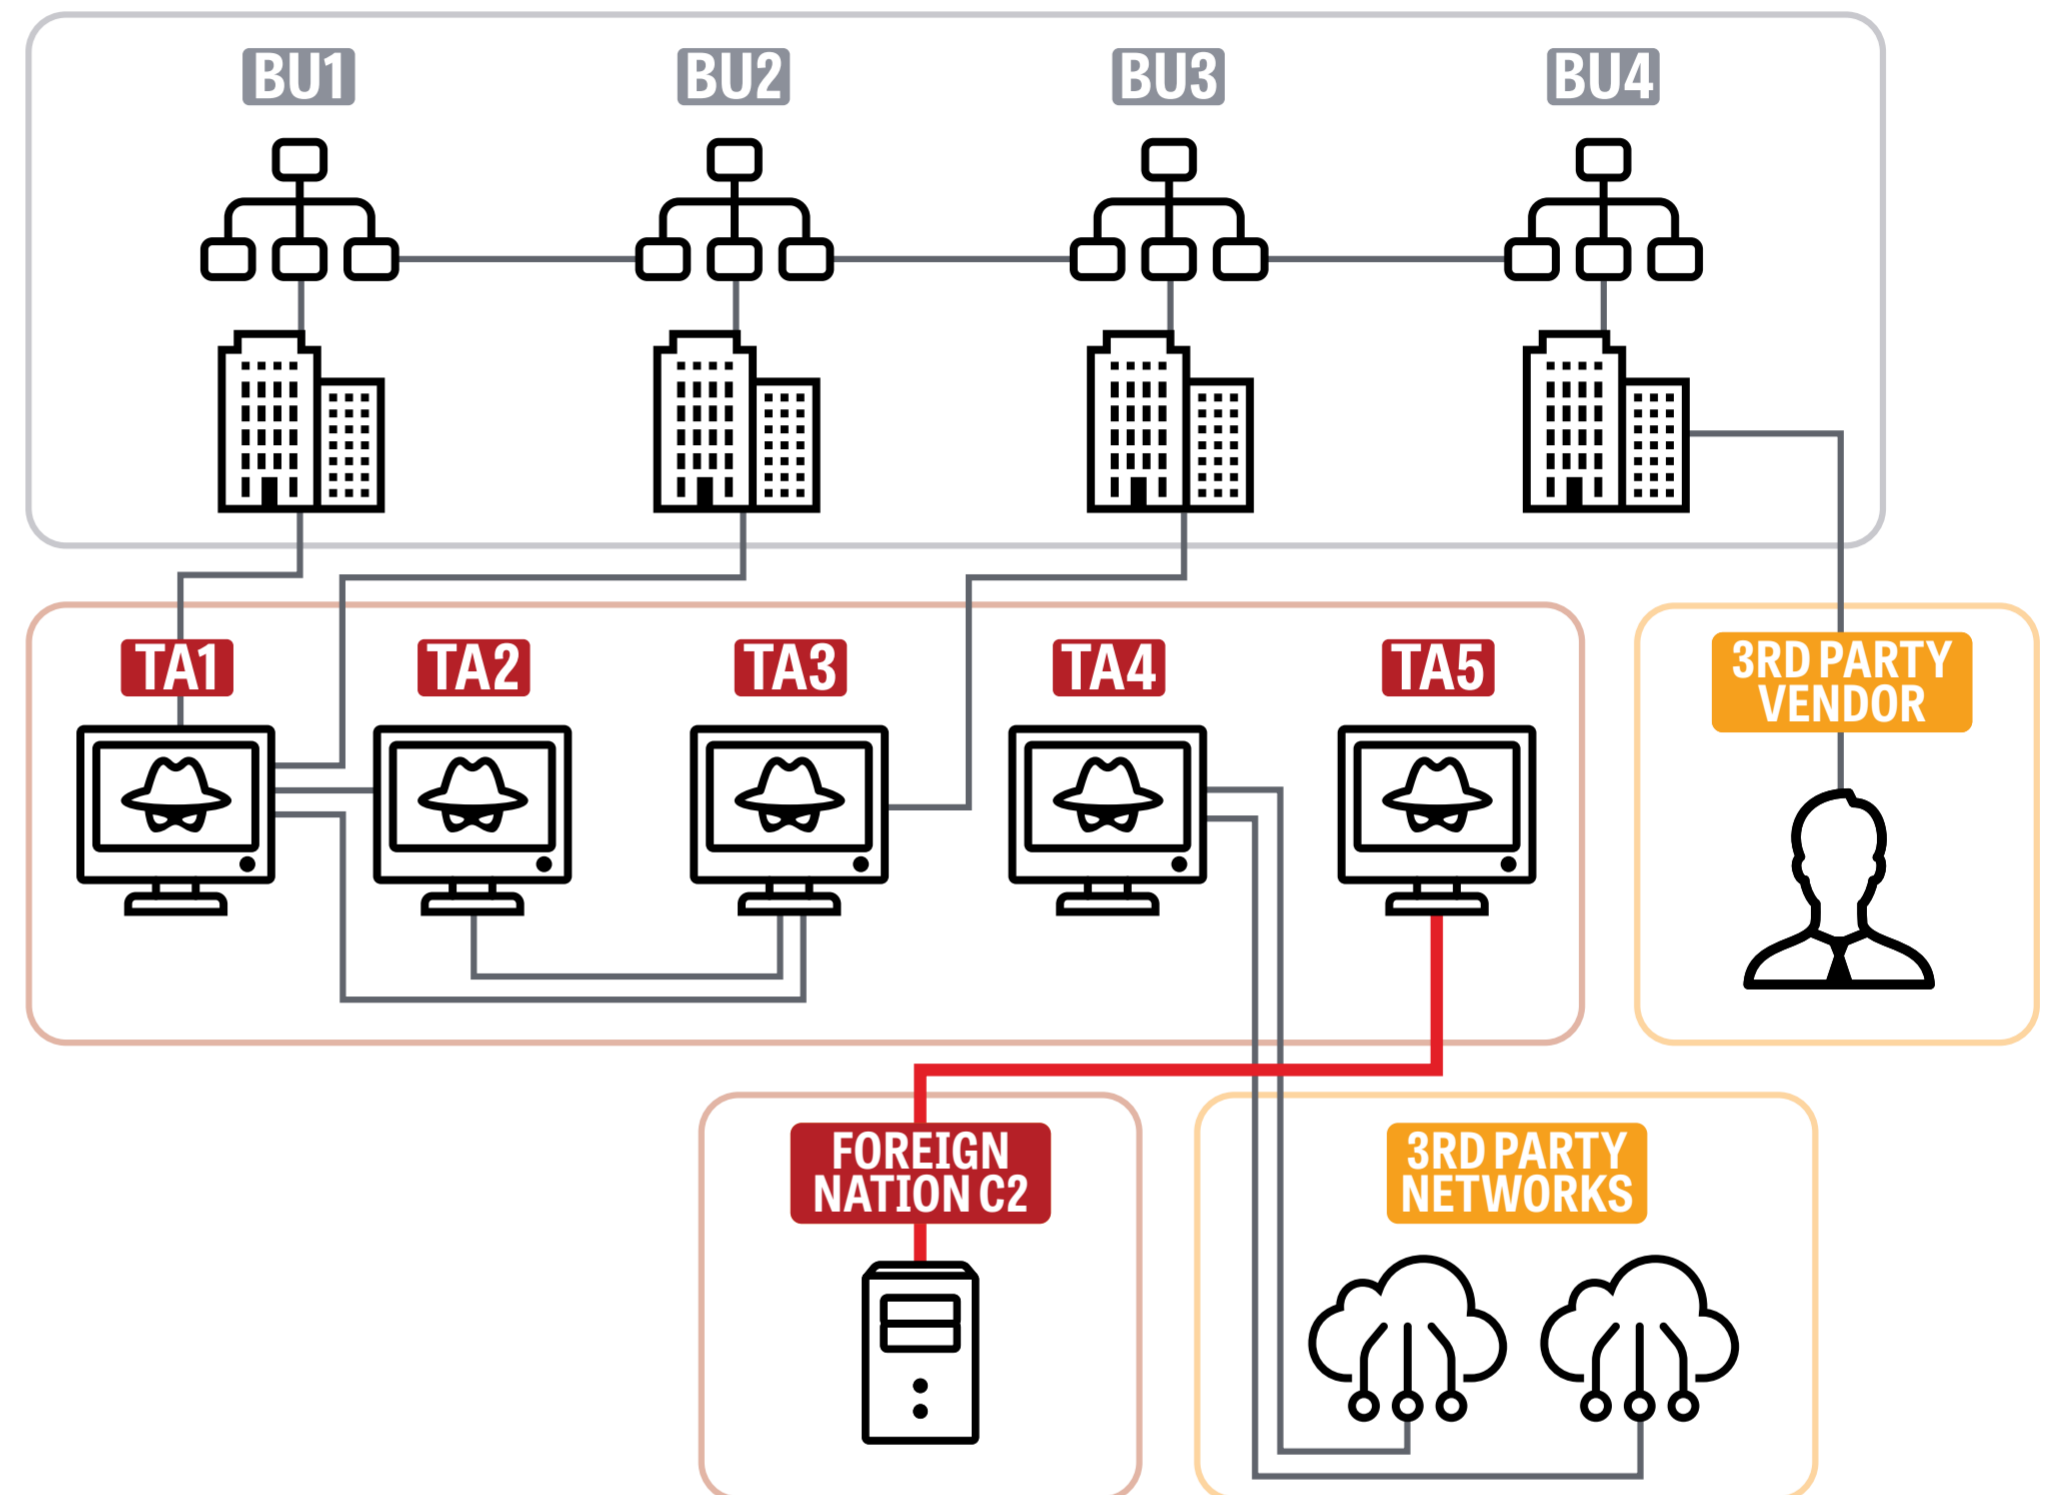 BU1
BU2
BU3
BU4
TA1
TA2
TA3
TA4
TA5
3RD PARTY
VENDOR
FOREIGN
NATION C2
3RD PARTY
NETWORKS